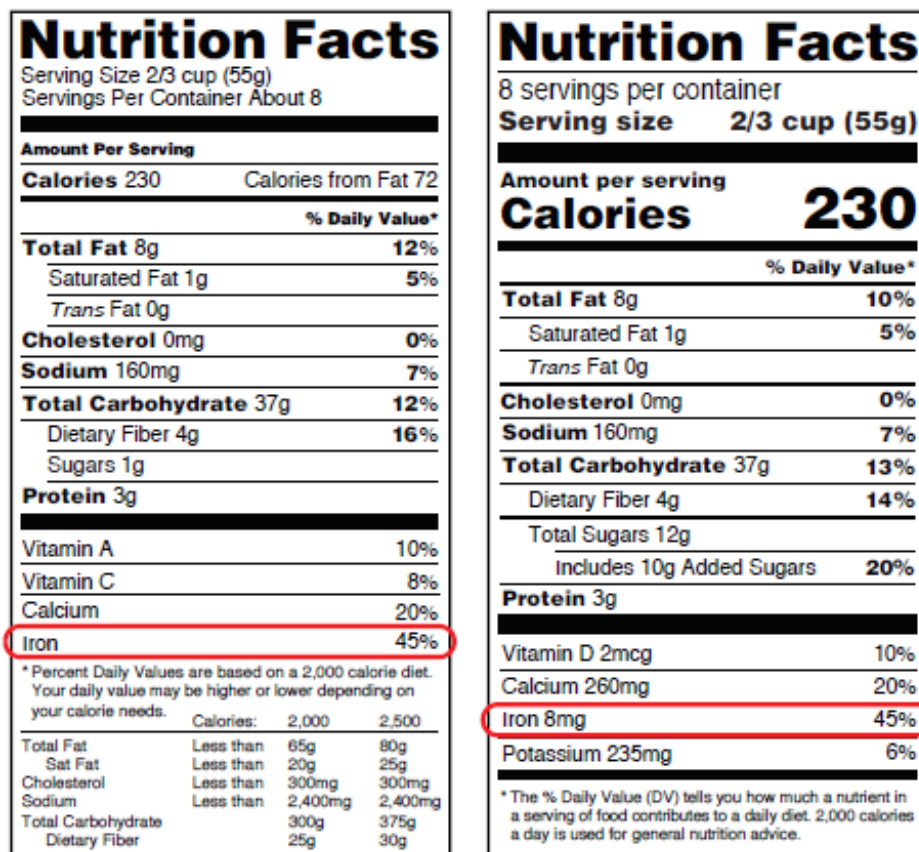 Nutrition Facts
Serving Size 2/3 cup (55g)
Servings Per Container About 8
Amount Per Serving
Calories 230 Calories from Fat 72
% Daily Value*
Total Fat 8g 12%
Saturated Fat 1g 5%
Trans Fat 0g
Cholesterol 0mg 0%
Sodium 160mg 7%
Total Carbohydrate 37g 12%
Dietary Fiber 4g 16%
Sugars 1g
Protein 3g
Vitamin A 10%
Vitamin C 8%
Calcium 20%
Iron 45%
* Percent Daily Values are based on a 2,000 calorie diet.
Your daily value may be higher or lower depending on
your calorie needs.
Calories: 2,000 2,500
Total Fat Less than 65g 80g
Sat Fat Less than 20g 25g
Cholesterol Less than 300mg 300mg
Sodium Less than 2,400mg 2,400mg
Total Carbohydrate 300g 375g
Dietary Fiber 25g 30g
Nutrition Facts
8 servings per container
Serving size 2/3 cup (55g)
Amount per serving
Calories 230
% Daily Value*
Total Fat 8g 10%
Saturated Fat 1g 5%
Trans Fat 0g
Cholesterol 0mg 0%
Sodium 160mg 7%
Total Carbohydrate 37g 13%
Dietary Fiber 4g 14%
Total Sugars 12g
Includes 10g Added Sugars 20%
Protein 3g
Vitamin D 2mcg 10%
Calcium 260mg 20%
Iron 8mg 45%
Potassium 235mg 6%
* The % Daily Value (DV) tells you how much a nutrient in
a serving of food contributes to a daily diet. 2,000 calories
a day is used for general nutrition advice.